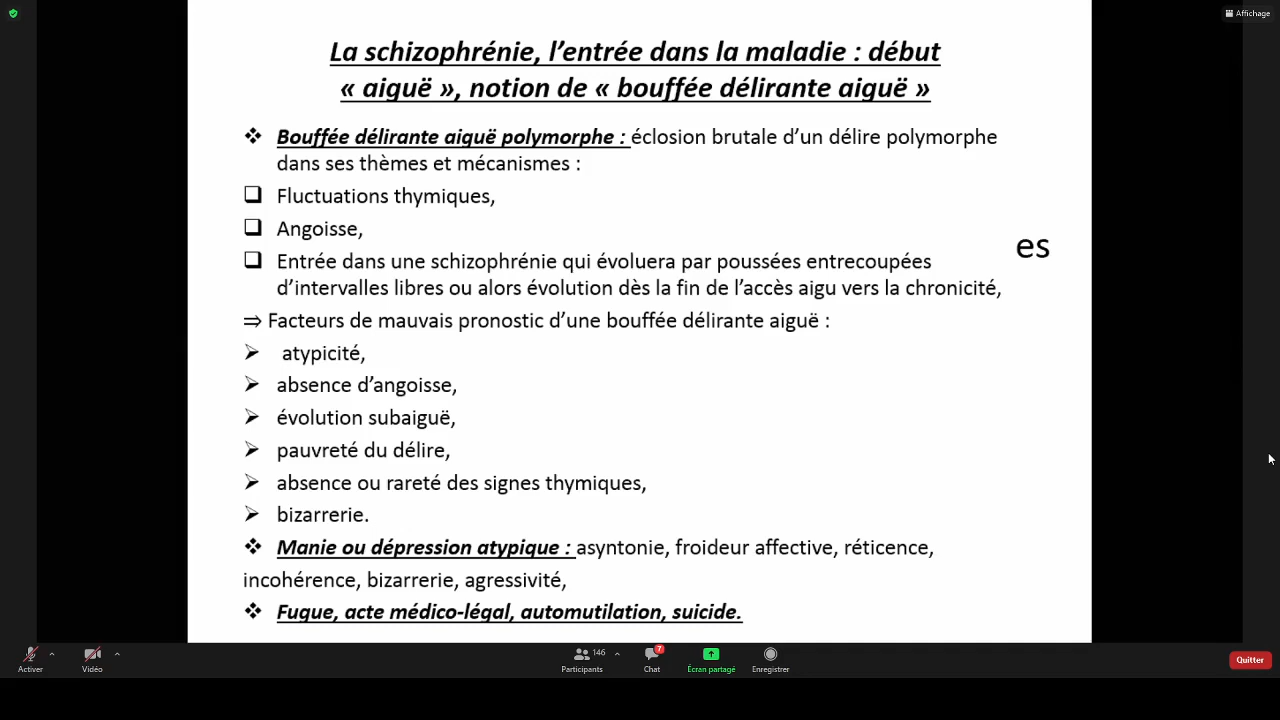 Affichage
La schizophrénie, l’entrée dans la maladie : début
« aiguë », notion de « bouffée délirante aiguë »
❖ Bouffée délirante aiguë polymorphe : éclosion brutale d’un délire polymorphe
dans ses thèmes et mécanismes :
❑ Fluctuations thymiques,
❑ Angoisse,
es
❑ Entrée dans une schizophrénie qui évoluera par poussées entrecoupées
d’intervalles libres ou alors évolution dès la fin de l’accès aigu vers la chronicité,
⇒ Facteurs de mauvais pronostic d’une bouffée délirante aiguë :
➢ atypicité,
➢ absence d’angoisse,
➢ évolution subaiguë,
➢ pauvreté du délire,
➢ absence ou rareté des signes thymiques,
➢ bizarrerie.
❖ Manie ou dépression atypique : asyntonie, froideur affective, réticence,
incohérence, bizarrerie, agressivité,
❖ Fugue, acte médico-légal, automutilation, suicide.
146
7
Activer Vidéo Participants Chat Écran partagé Enregistrer Quitter